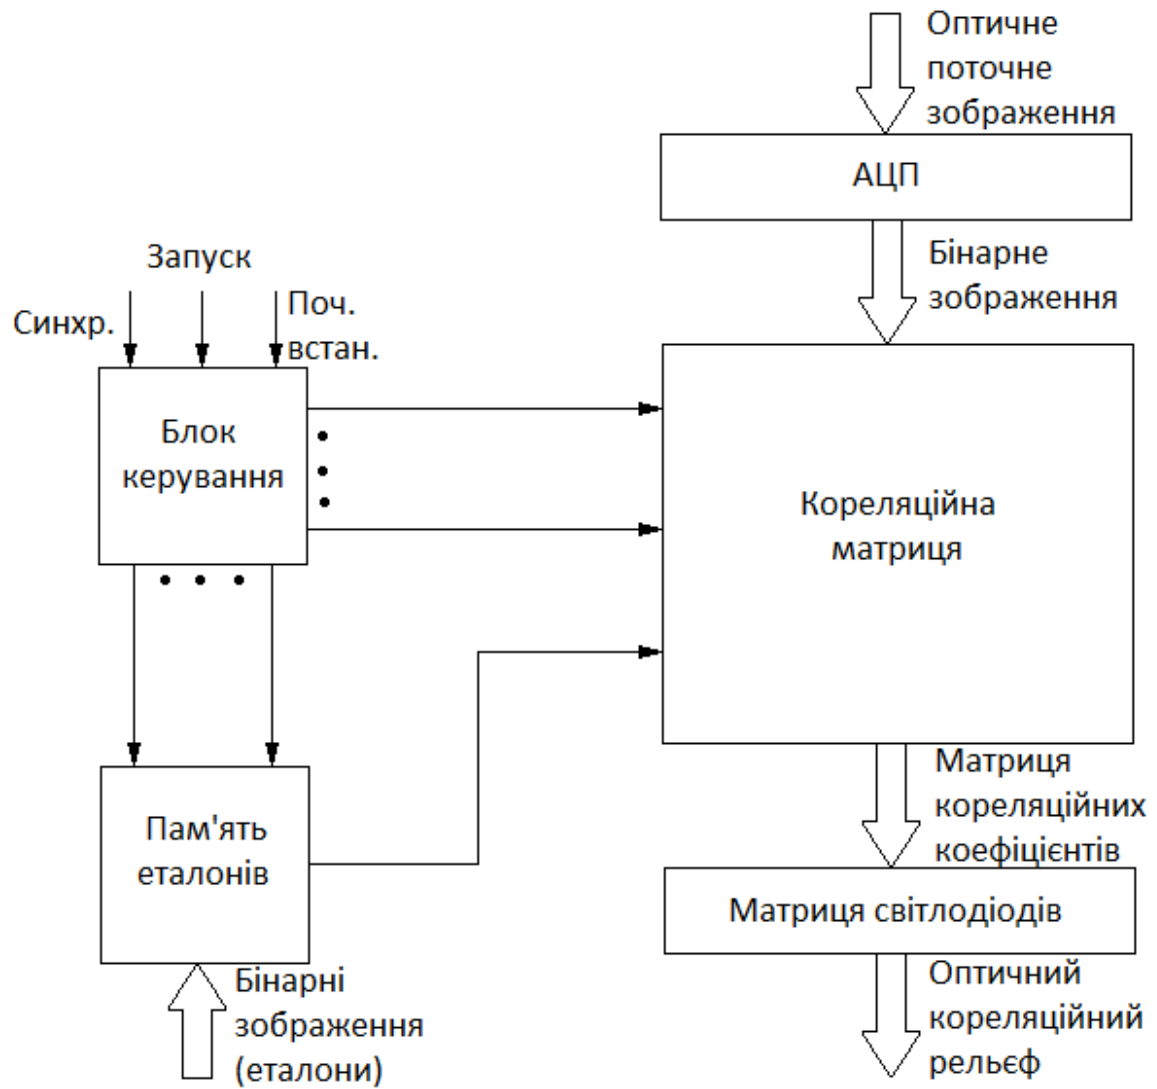 Оптичне
поточне
зображення
АЦП
Бінарне
зображення
Запуск
Синхр.
Поч.
встан.
Блок
керування
Кореляційна
матриця
Пам'ять
еталонів
Матриця
кореляційних
коефіцієнтів
Матриця світлодіодів
Бінарні
зображення
(еталони)
Оптичний
кореляційний
рельєф